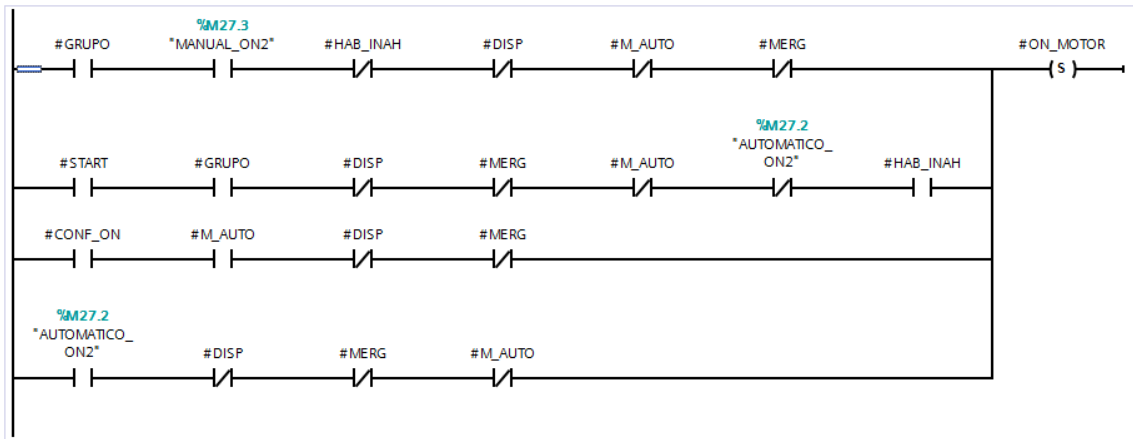 %M27.3
#GRUPO "MANUAL_ON2" #HAB_INAH #DISP #M_AUTO #MERG #ON_MOTOR
S
%M27.2
"AUTOMATICO_
#START #GRUPO #DISP #MERG #M_AUTO ON2" #HAB_INAH
#CONF_ON #M_AUTO #DISP #MERG
%M27.2
"AUTOMATICO_
ON2" #DISP #MERG #M_AUTO